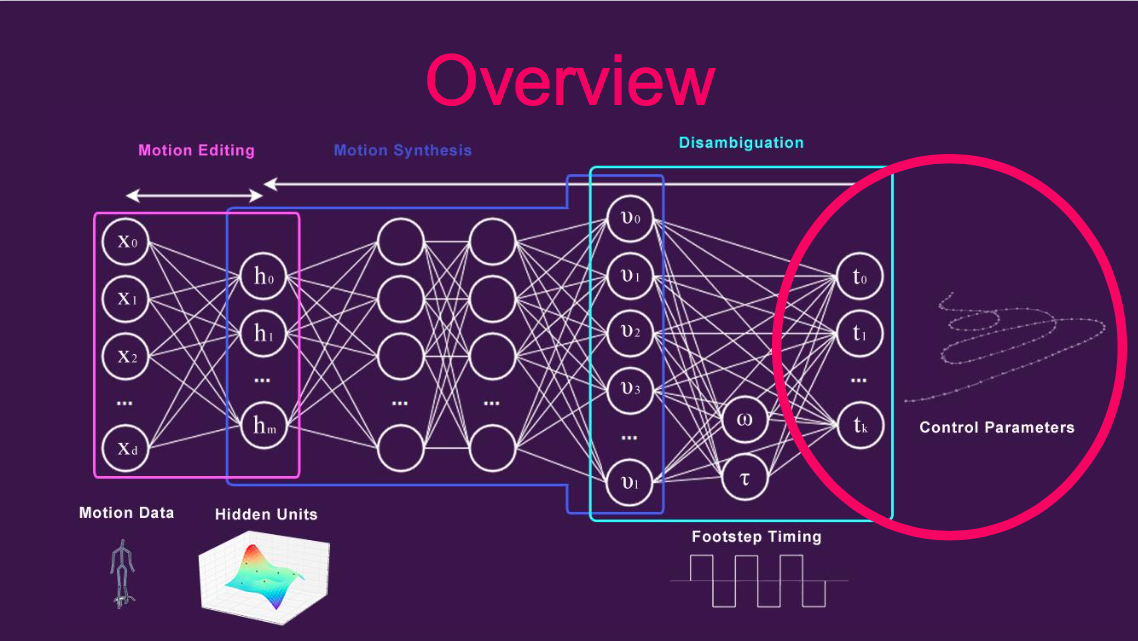 Overview
Motion Editing
Motion Synthesis
Disambiguation
x0
x1
x2
...
xd
h0
h1
...
hm
...
...
υ0
υ1
υ2
υ3
...
υl
ω
τ
t0
t1
...
tk
Control Parameters
Motion Data
Hidden Units
Footstep Timing